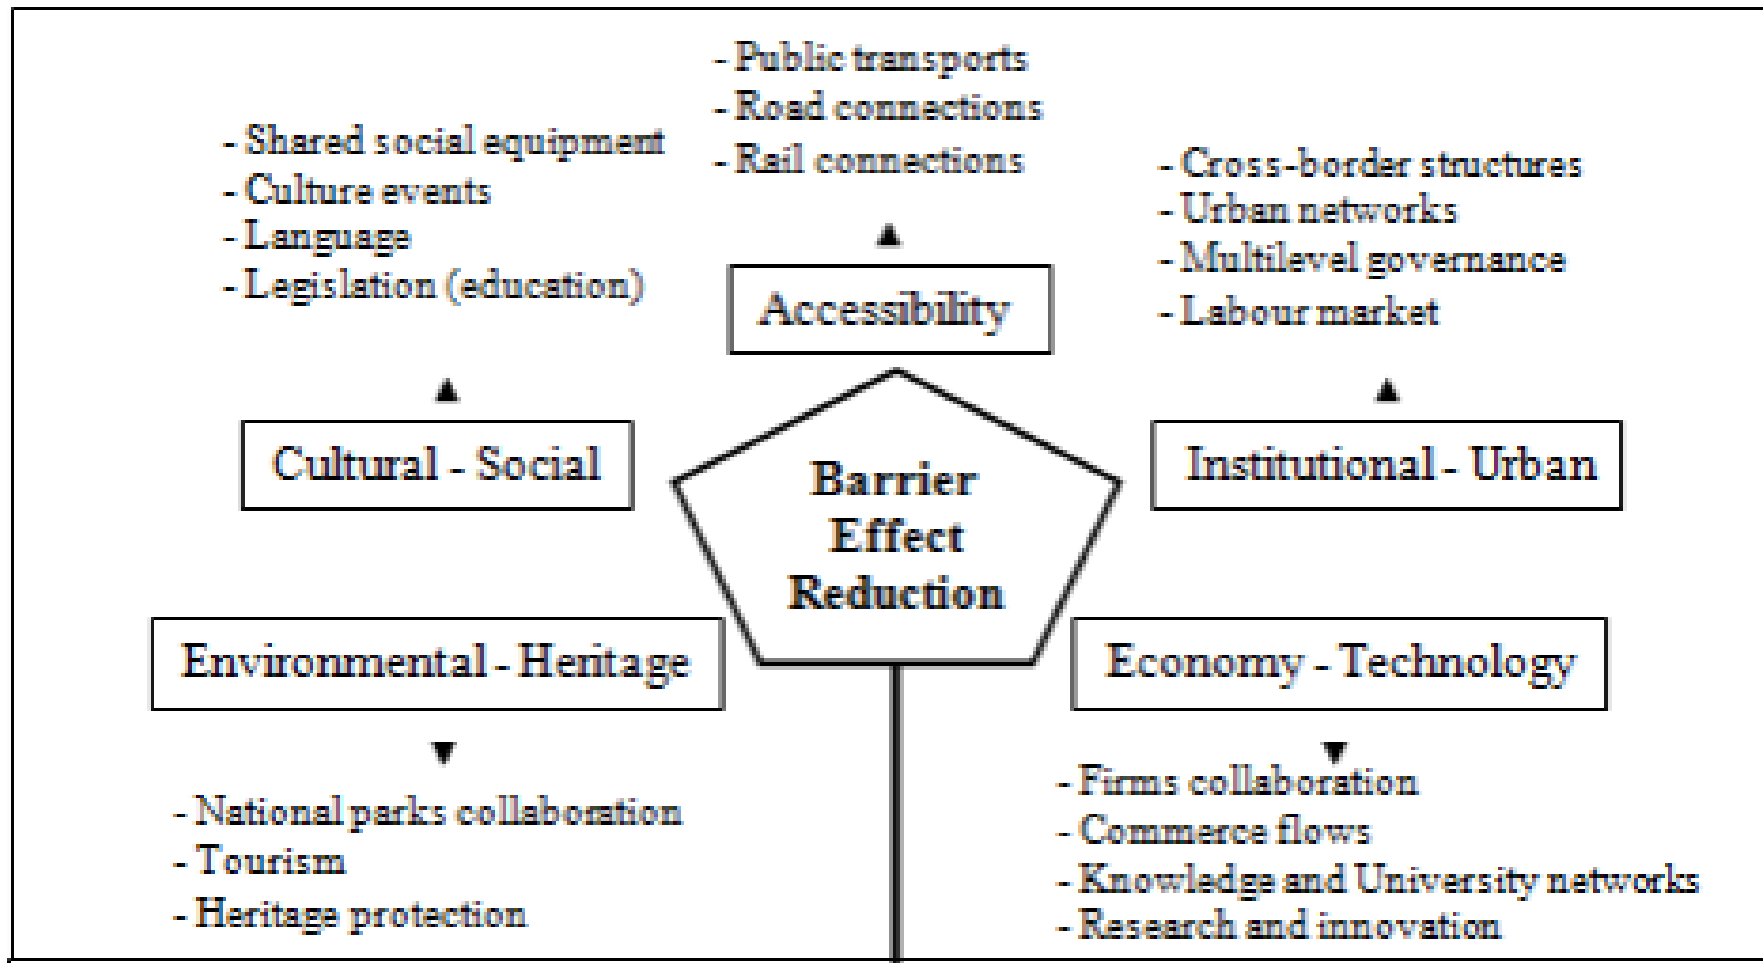 - Public transports
- Road connections
- Rail connections
- Shared social equipment
- Culture events
- Language
- Legislation (education)
- Cross-border structures
- Urban networks
- Multilevel governance
- Labour market
Accessibility
Cultural - Social
Institutional - Urban
Barrier
Effect
Reduction
Environmental - Heritage
Economy - Technology
- National parks collaboration
- Tourism
- Heritage protection
- Firms collaboration
- Commerce flows
- Knowledge and University networks
- Research and innovation